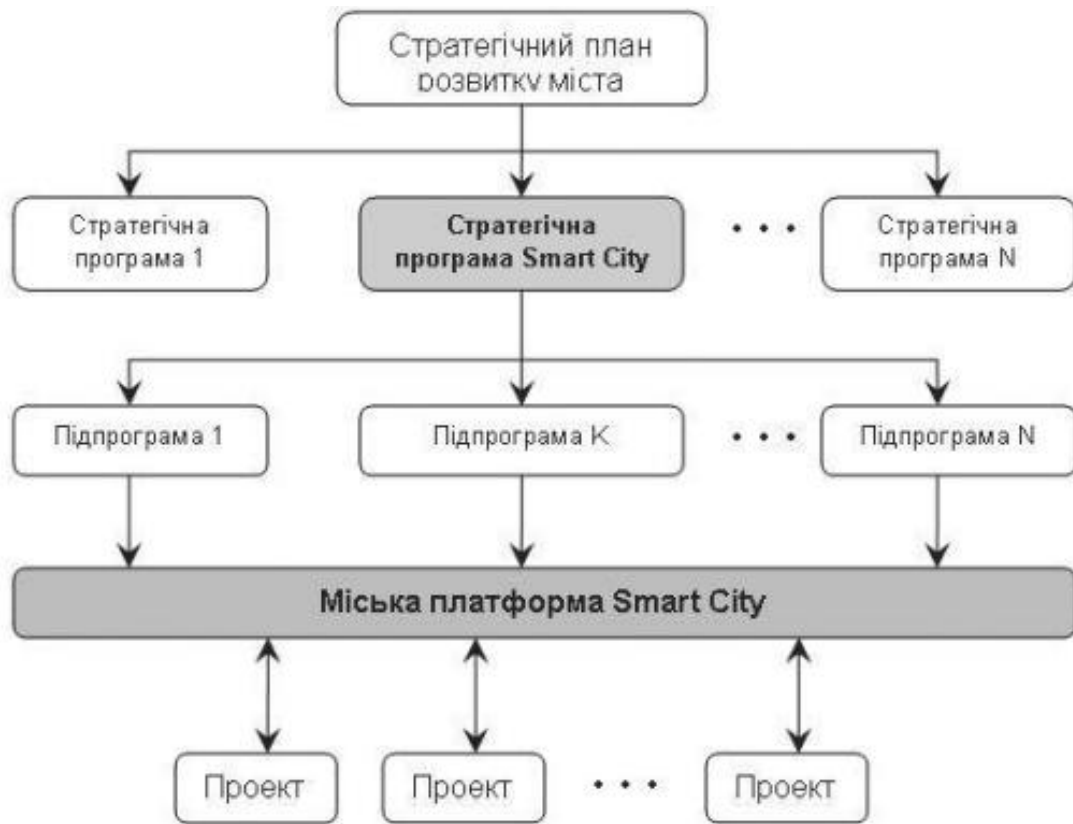 Стратегічний план
розвитку міста
Стратегічна
програма 1
Стратегічна
програма Smart City
• • •
Стратегічна
програма N
Підпрограма 1
Підпрограма K
• • •
Підпрограма N
Міська платформа Smart City
Проект
Проект
• • •
Проект